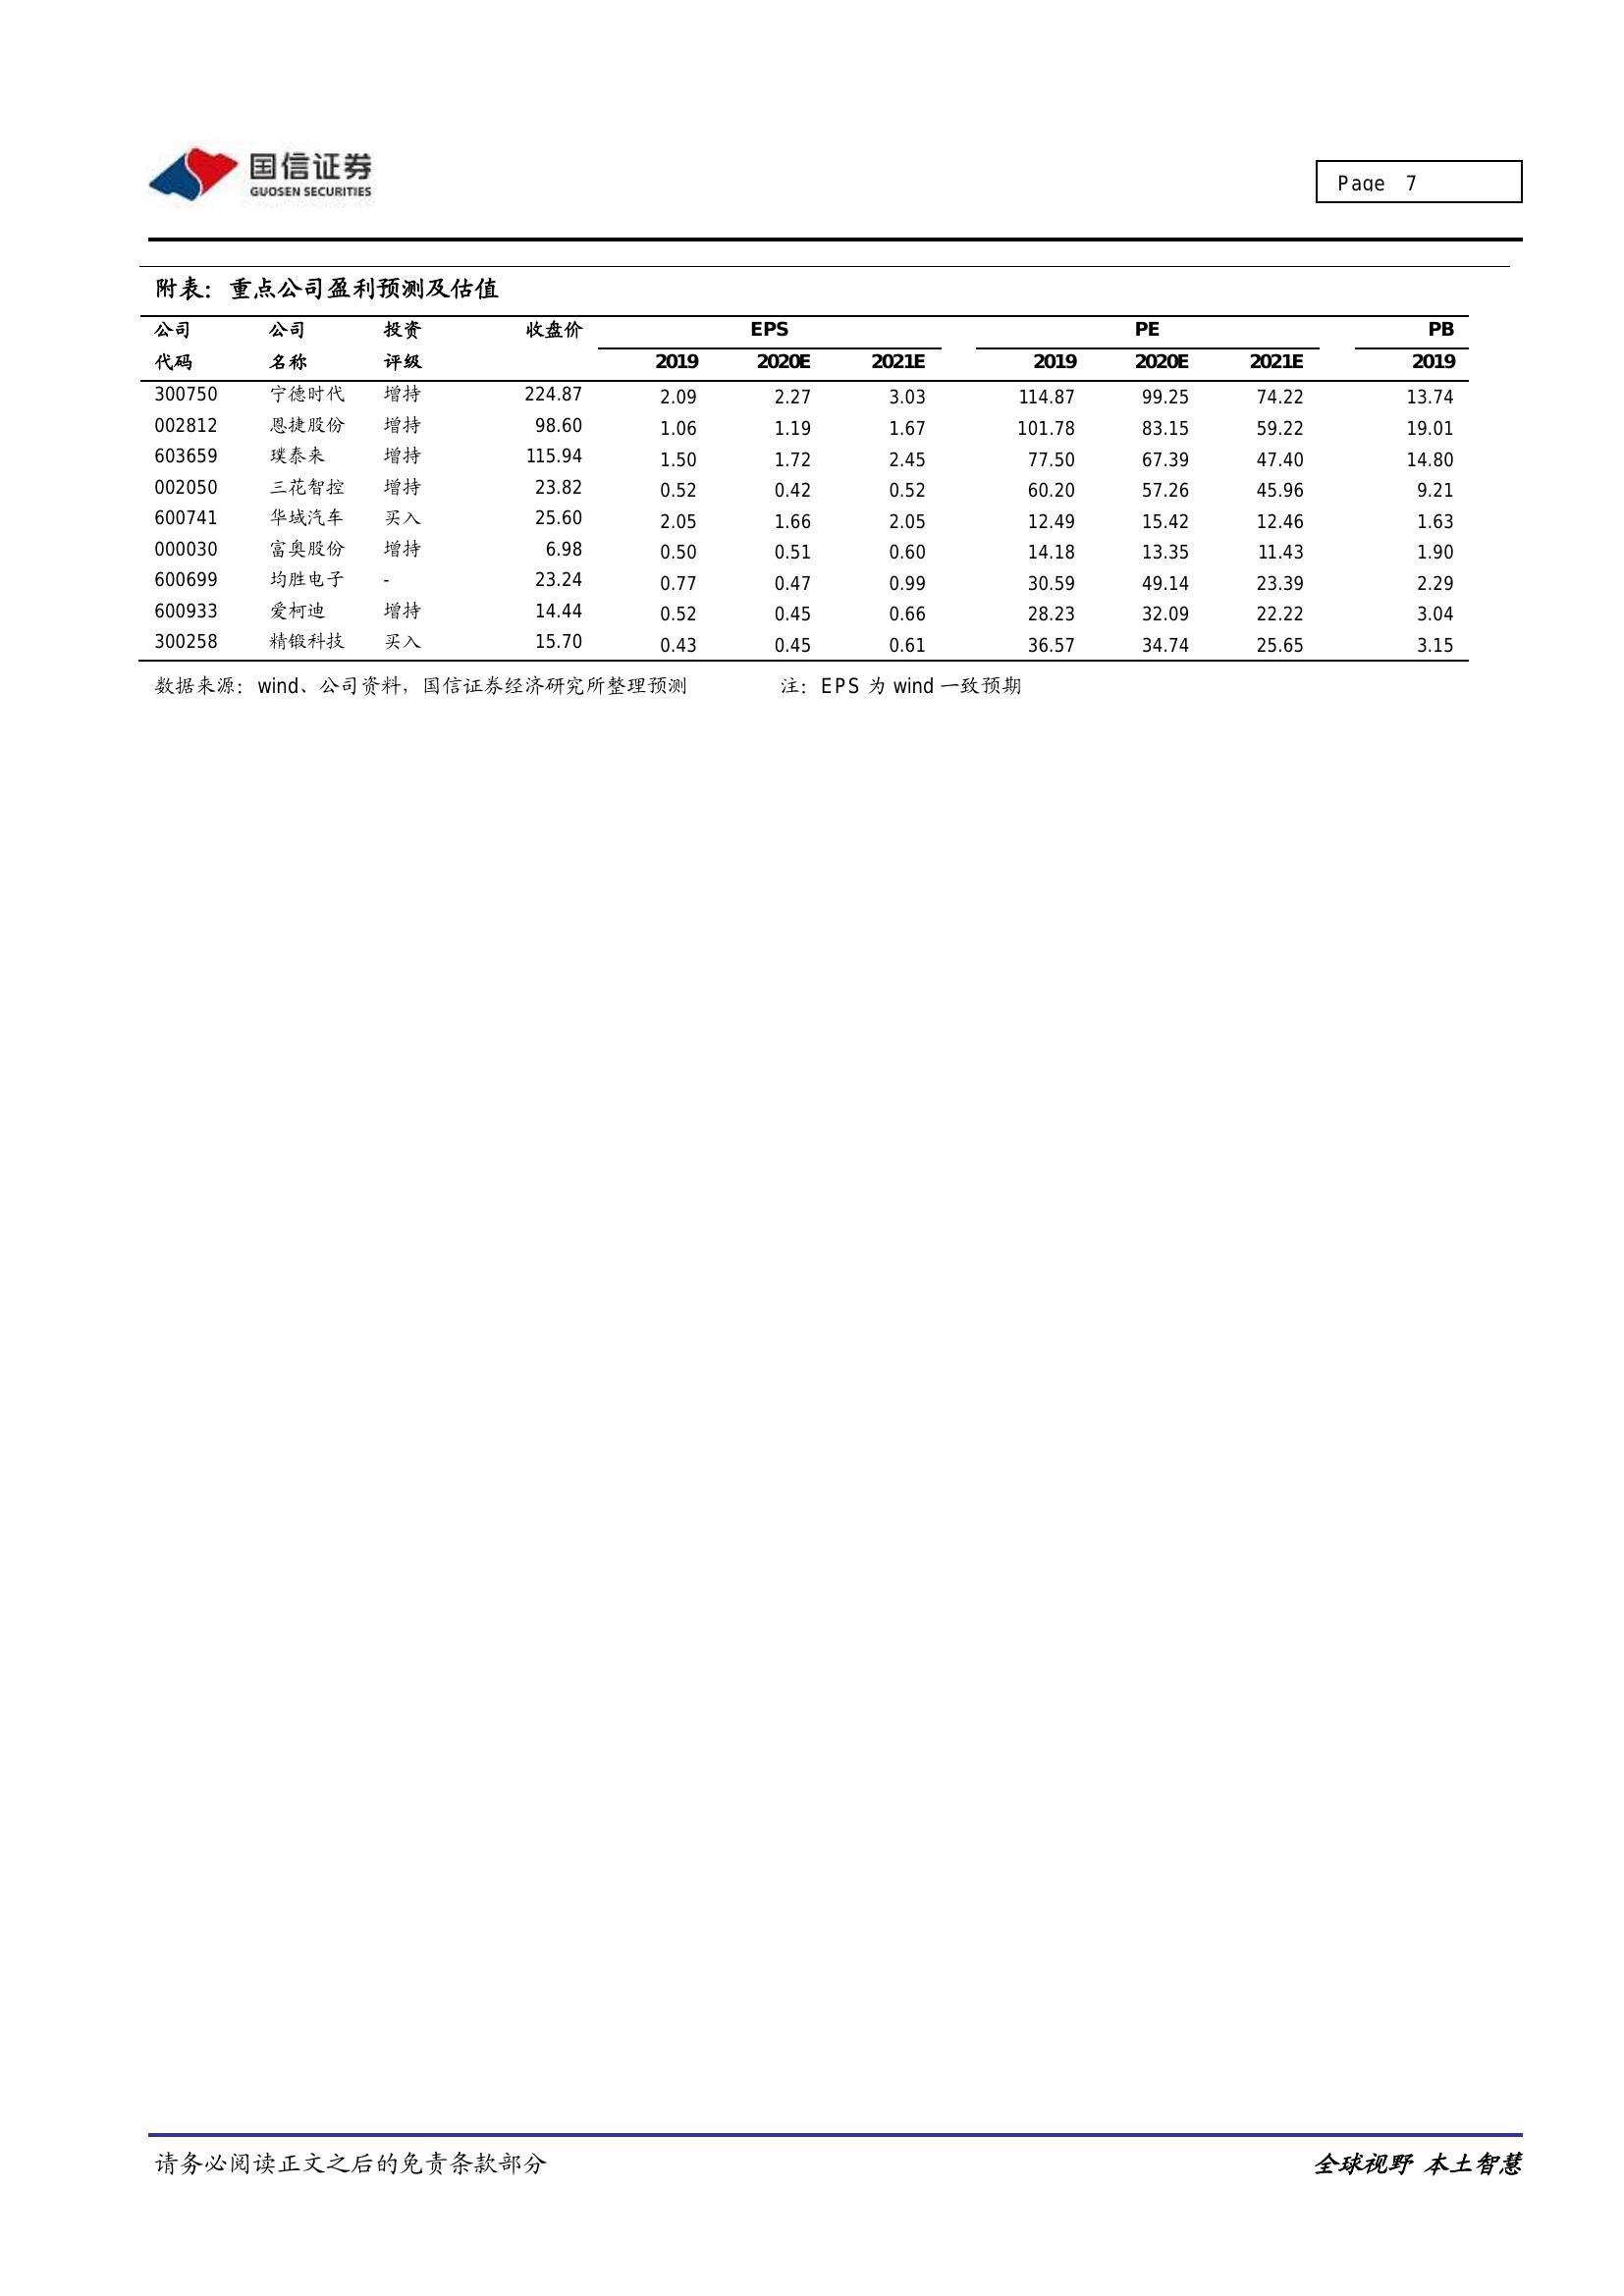 国信证券
GUOSEN SECURITIES
Page 7
附表：重点公司盈利预测及估值
公司 公司 投资 收盘价 EPS PE PB
代码 名称 评级 2019 2020E 2021E 2019 2020E 2021E 2019
300750 宁德时代 增持 224.87 2.09 2.27 3.03 114.87 99.25 74.22 13.74
002812 恩捷股份 增持 98.60 1.06 1.19 1.67 101.78 83.15 59.22 19.01
603659 璞泰来 增持 115.94 1.50 1.72 2.45 77.50 67.39 47.40 14.80
002050 三花智控 增持 23.82 0.52 0.42 0.52 60.20 57.26 45.96 9.21
600741 华域汽车 买入 25.60 2.05 1.66 2.05 12.49 15.42 12.46 1.63
000030 富奥股份 增持 6.98 0.50 0.51 0.60 14.18 13.35 11.43 1.90
600699 均胜电子 - 23.24 0.77 0.47 0.99 30.59 49.14 23.39 2.29
600933 爱柯迪 增持 14.44 0.52 0.45 0.66 28.23 32.09 22.22 3.04
300258 精锻科技 买入 15.70 0.43 0.45 0.61 36.57 34.74 25.65 3.15
数据来源：wind、公司资料，国信证券经济研究所整理预测 注：EPS 为 wind 一致预期
请务必阅读正文之后的免责条款部分 全球视野 本土智慧